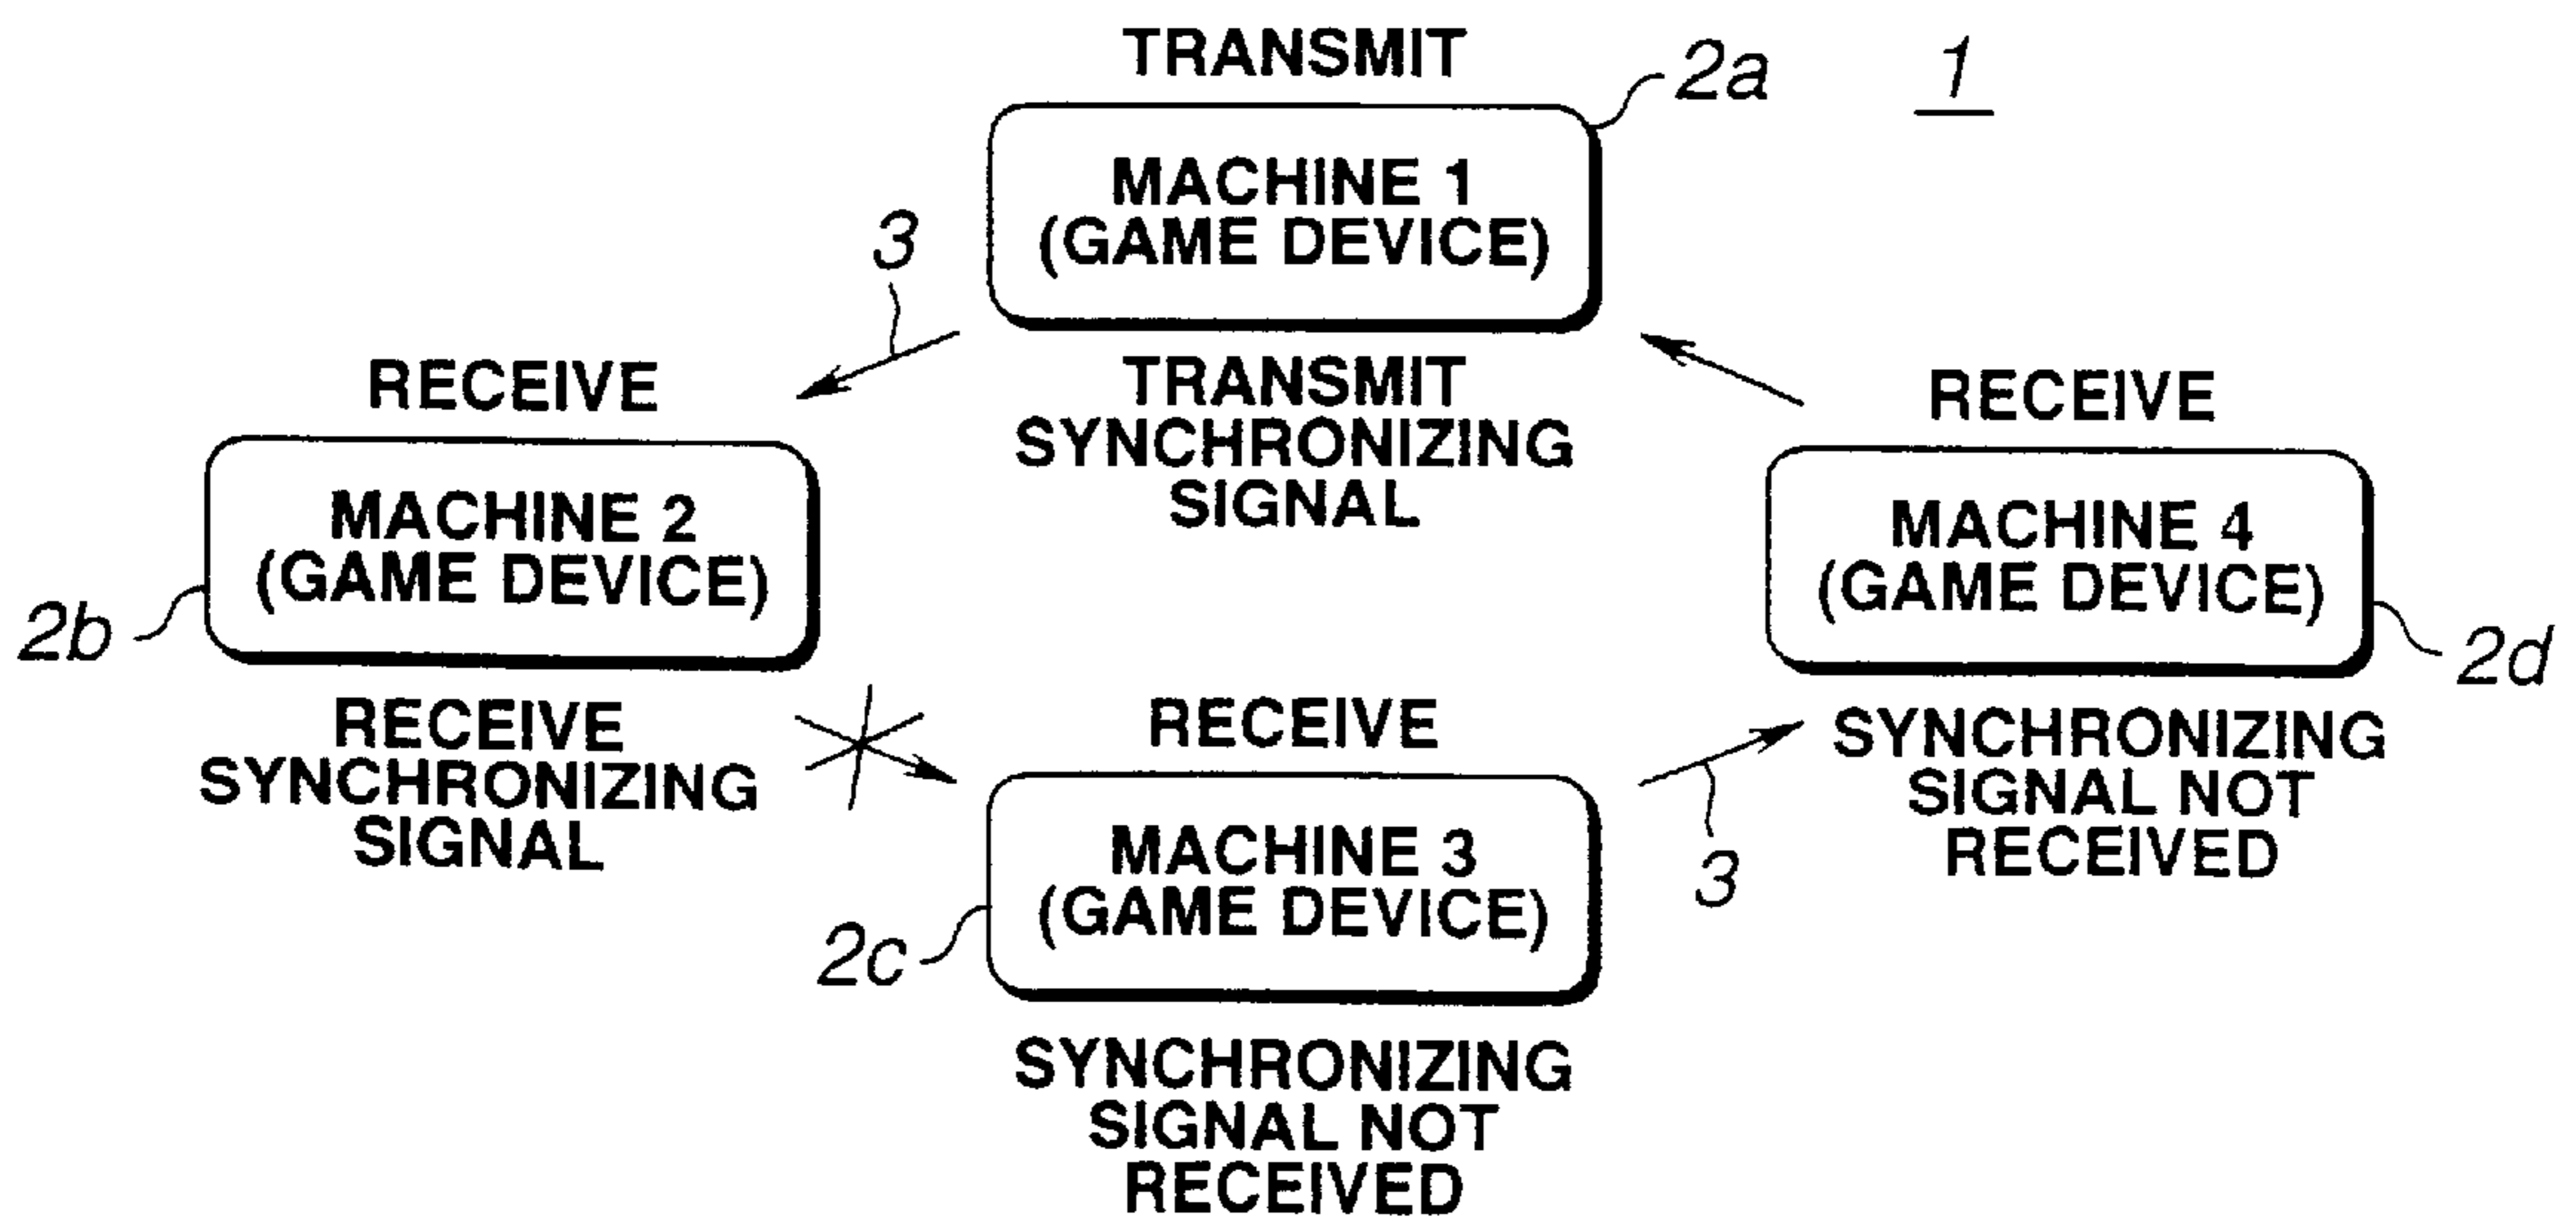 TRANSMIT
2a
1
MACHINE 1
(GAME DEVICE)
3
TRANSMIT
SYNCHRONIZING
SIGNAL
RECEIVE
MACHINE 2
(GAME DEVICE)
2b
RECEIVE
SYNCHRONIZING
SIGNAL
RECEIVE
MACHINE 4
(GAME DEVICE)
2d
SYNCHRONIZING
SIGNAL NOT
RECEIVED
RECEIVE
MACHINE 3
(GAME DEVICE)
2c
3
SYNCHRONIZING
SIGNAL NOT
RECEIVED